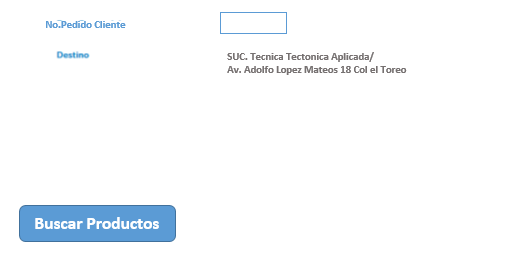 No.Pedido Cliente
Destino
SUC. Tecnica Tectonica Aplicada/
Av. Adolfo Lopez Mateos 18 Col el Toreo
Buscar Productos